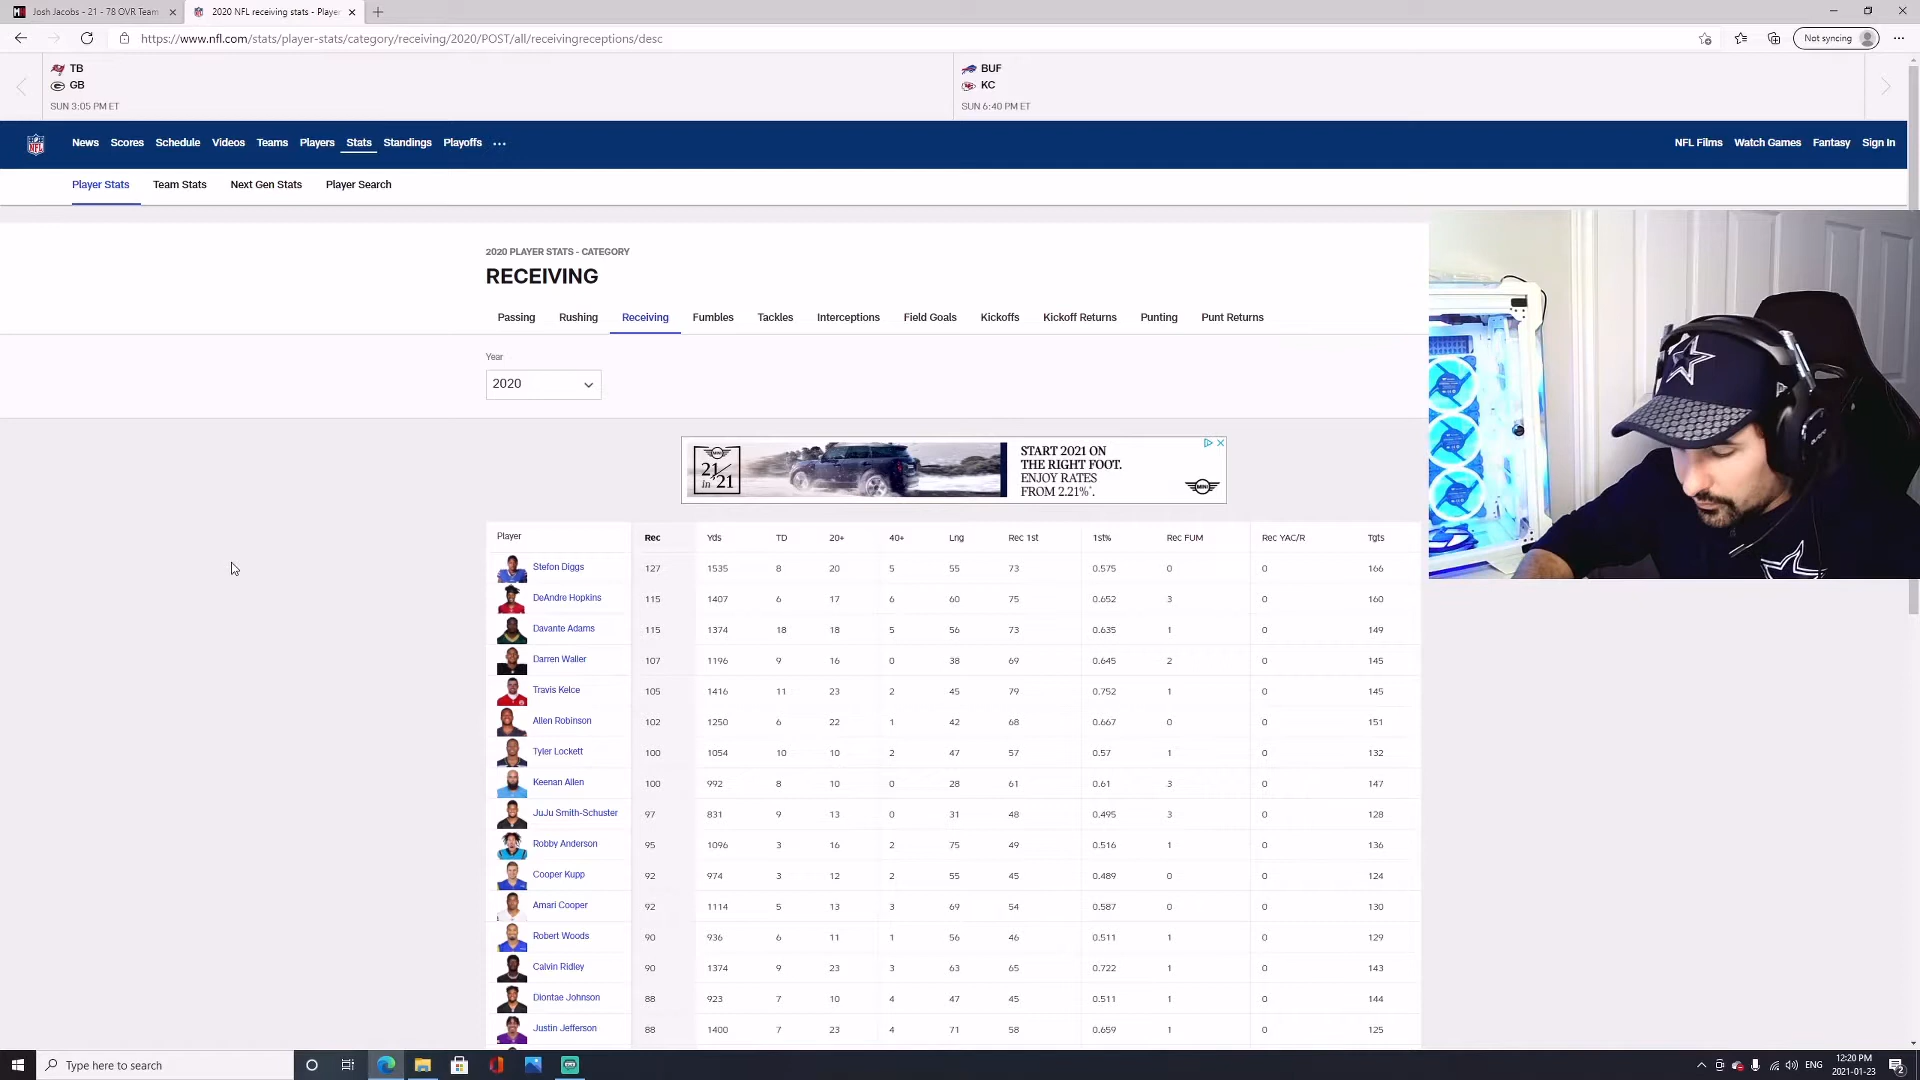 Josh Jacobs - 21 - 78 OVR Team
2020 NFL receiving stats - Player
https://www.nfl.com/stats/player-stats/category/receiving/2020/POST/all/receivingreceptions/desc
Not syncing
TB
GB
SUN 3:05 PM ET
BUF
KC
SUN 6:40 PM ET
NFL
News Scores Schedule Videos Teams Players Stats Standings Playoffs ...
NFL Films Watch Games Fantasy Sign In
Player Stats Team Stats Next Gen Stats Player Search
2020 PLAYER STATS - CATEGORY
RECEIVING
Passing Rushing Receiving Fumbles Tackles Interceptions Field Goals Kickoffs Kickoff Returns Punting Punt Returns
Year
2020
MINI
21/
in 21
START 2021 ON
THE RIGHT FOOT.
ENJOY RATES
FROM 2.21%*.
MINI
Player Rec Yds TD 20+ 40+ Lng Rec 1st 1st% Rec FUM Rec YAC/R Tgts
Stefon Diggs 127 1535 8 20 5 55 73 0.575 0 0 166
DeAndre Hopkins 115 1407 6 17 6 60 75 0.652 3 0 160
Davante Adams 115 1374 18 18 5 56 73 0.635 1 0 149
Darren Waller 107 1196 9 16 0 38 69 0.645 2 0 145
Travis Kelce 105 1416 11 23 2 45 79 0.752 1 0 145
Allen Robinson 102 1250 6 22 1 42 68 0.667 0 0 151
Tyler Lockett 100 1054 10 10 2 47 57 0.57 1 0 132
Keenan Allen 100 992 8 10 0 28 61 0.61 3 0 147
JuJu Smith-Schuster 97 831 9 13 0 31 48 0.495 3 0 128
Robby Anderson 95 1096 3 16 2 75 49 0.516 1 0 136
Cooper Kupp 92 974 3 12 2 55 45 0.489 0 0 124
Amari Cooper 92 1114 5 13 3 69 54 0.587 0 0 130
Robert Woods 90 936 6 11 1 56 46 0.511 1 0 129
Calvin Ridley 90 1374 9 23 3 63 65 0.722 1 0 143
Diontae Johnson 88 923 7 10 4 47 45 0.511 1 0 144
Justin Jefferson 88 1400 7 23 4 71 58 0.659 1 0 125
Type here to search
ENG
12:20 PM
2021-01-23
2